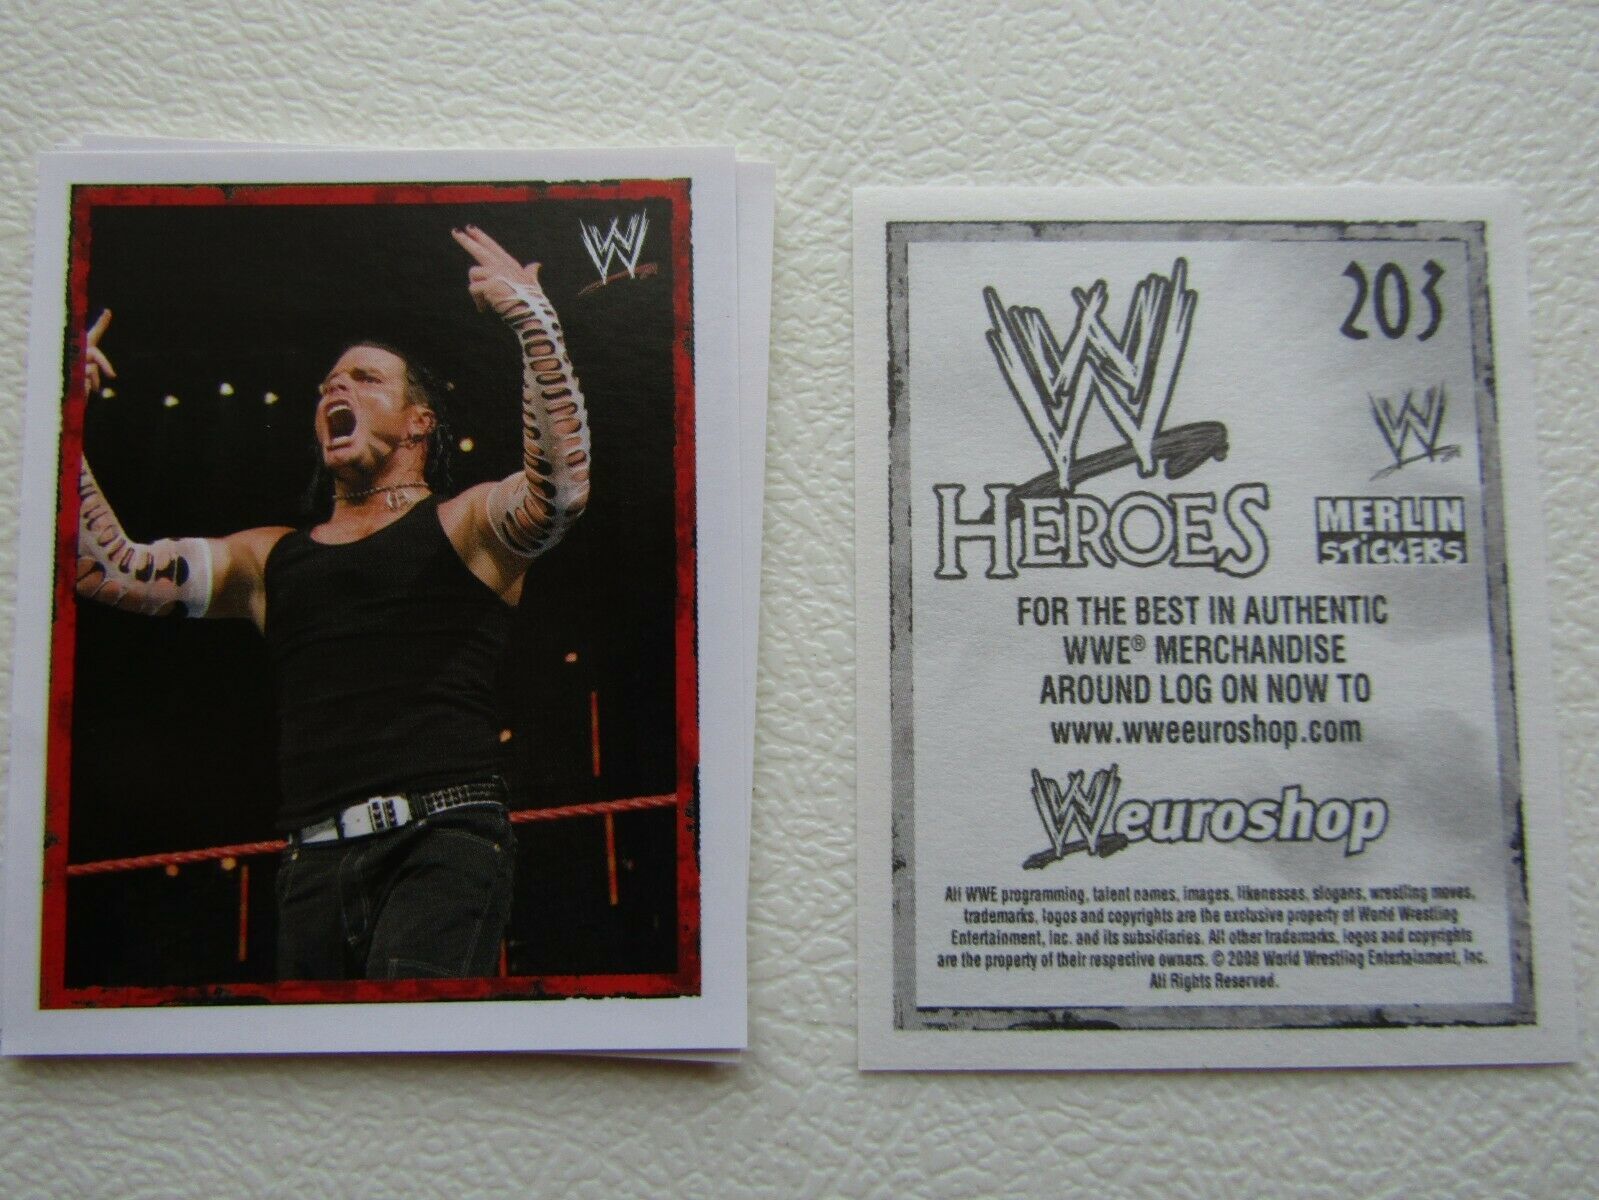 W
203
W
W
HEROES
MERLIN
STICKERS
FOR THE BEST IN AUTHENTIC
WWE® MERCHANDISE
AROUND LOG ON NOW TO
www.wweeuroshop.com
Weuroshop
All WWE programming, talent names, images, likenesses, slogans, wrestling moves,
trademarks, logos and copyrights are the exclusive property of World Wrestling
Entertainment, Inc. and its subsidiaries. All other trademarks, logos and copyrights
are the property of their respective owners. © 2008 World Wrestling Entertainment, Inc.
All Rights Reserved.